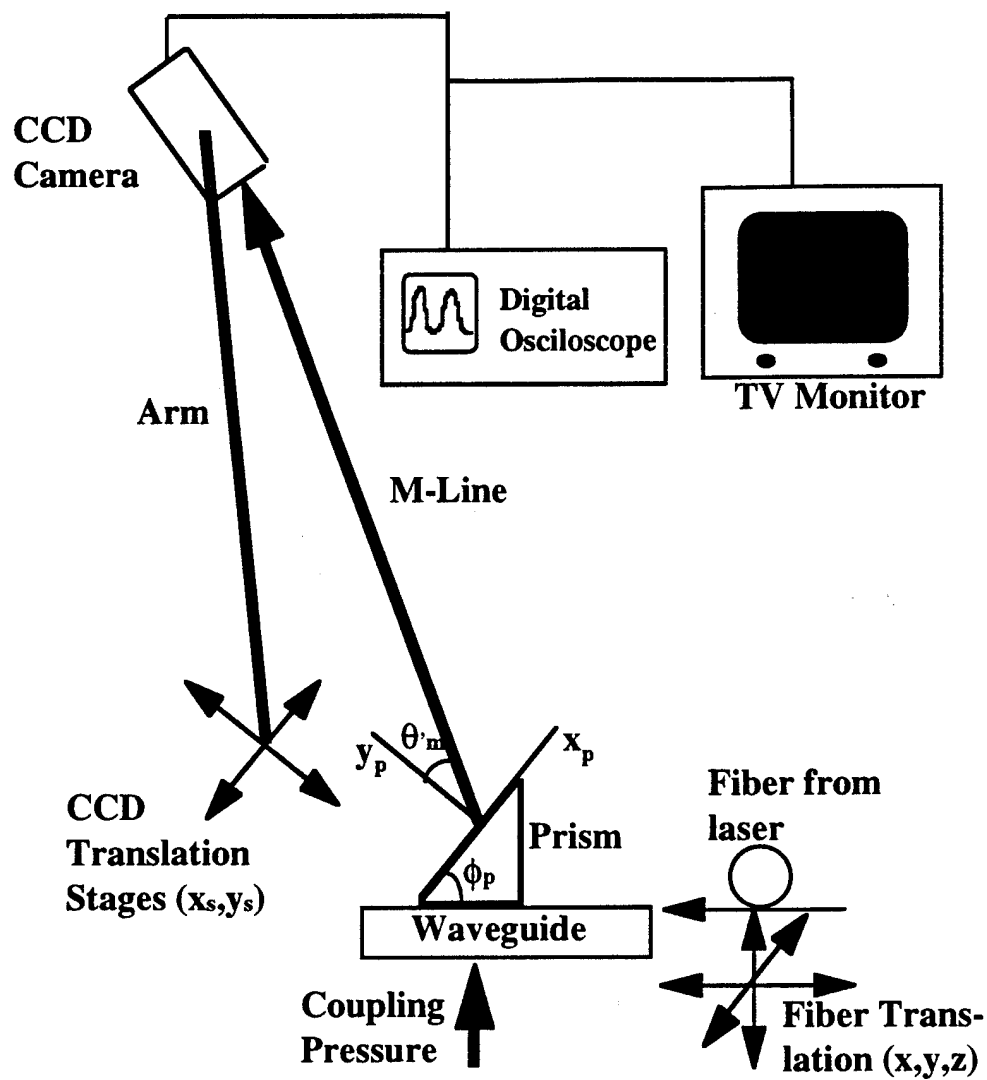 CCD
Camera
Digital
Osciloscope
TV Monitor
Arm
M-Line
θ'm
yₚ
xₚ
Fiber from
laser
CCD
Translation
Stages (xₛ,yₛ)
Prism
ϕₚ
Waveguide
Coupling
Pressure
Fiber Trans-
lation (x,y,z)